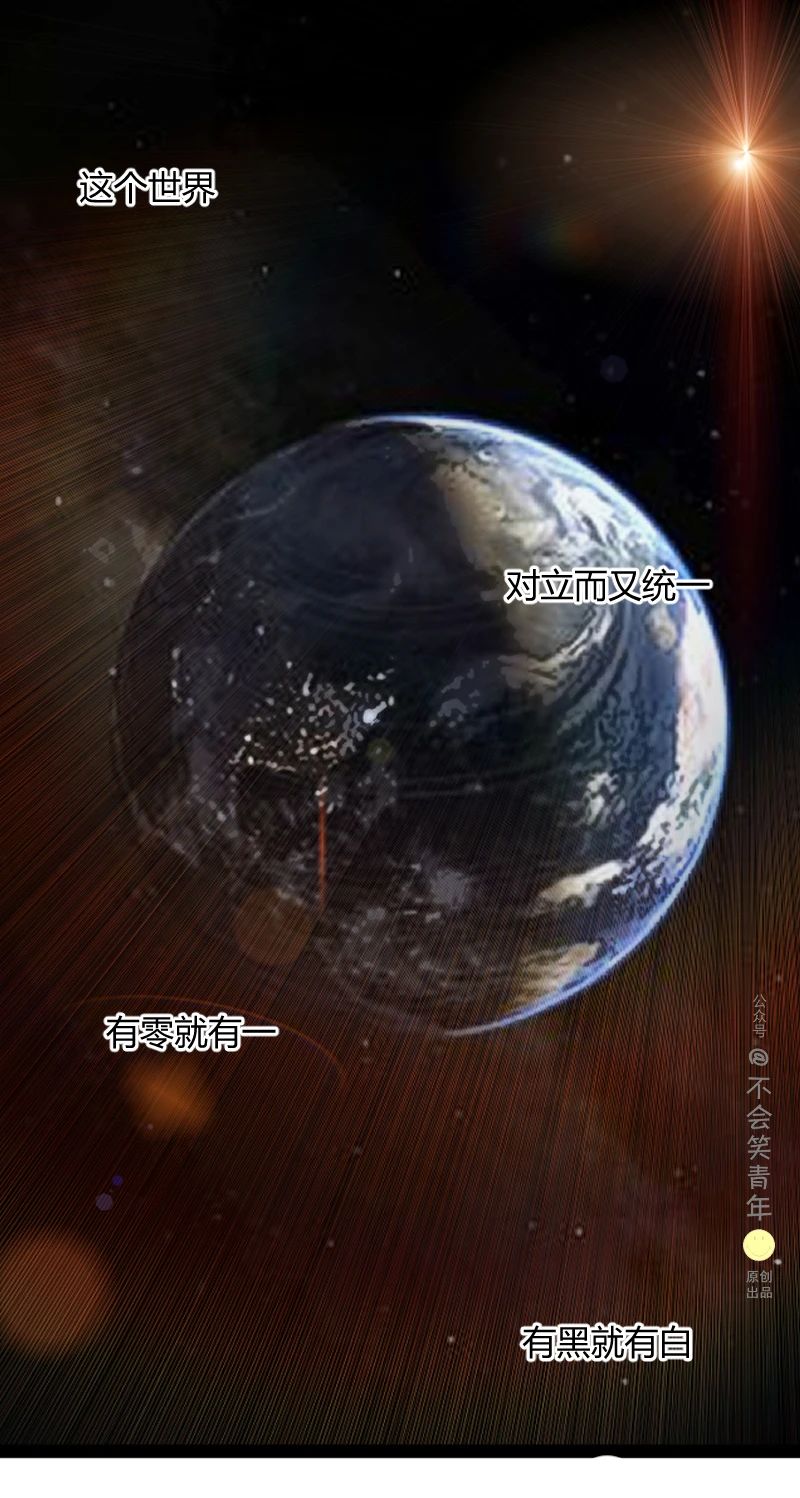 这个世界
对立而又统一
有零就有一
有黑就有白
公众号
@不会笑青年
原创
出品